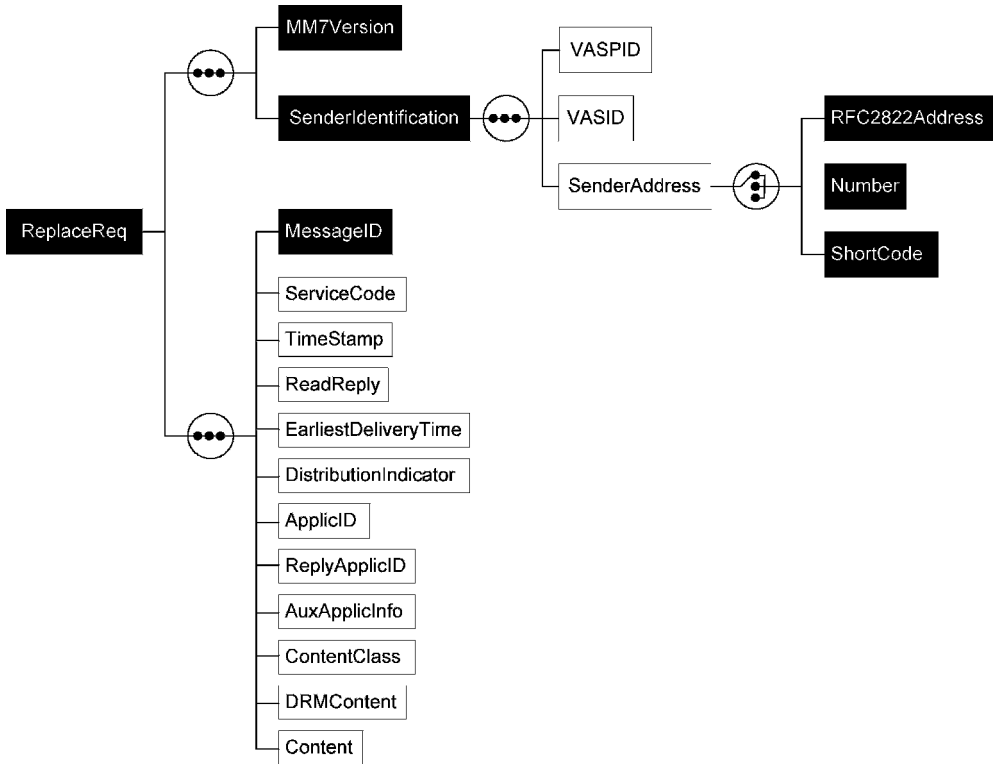 MM7Version
VASPID
SenderIdentification
VASID
RFC2822Address
SenderAddress
Number
ReplaceReq
MessageID
ShortCode
ServiceCode
TimeStamp
ReadReply
EarliestDeliveryTime
DistributionIndicator
ApplicID
ReplyApplicID
AuxApplicInfo
ContentClass
DRMContent
Content